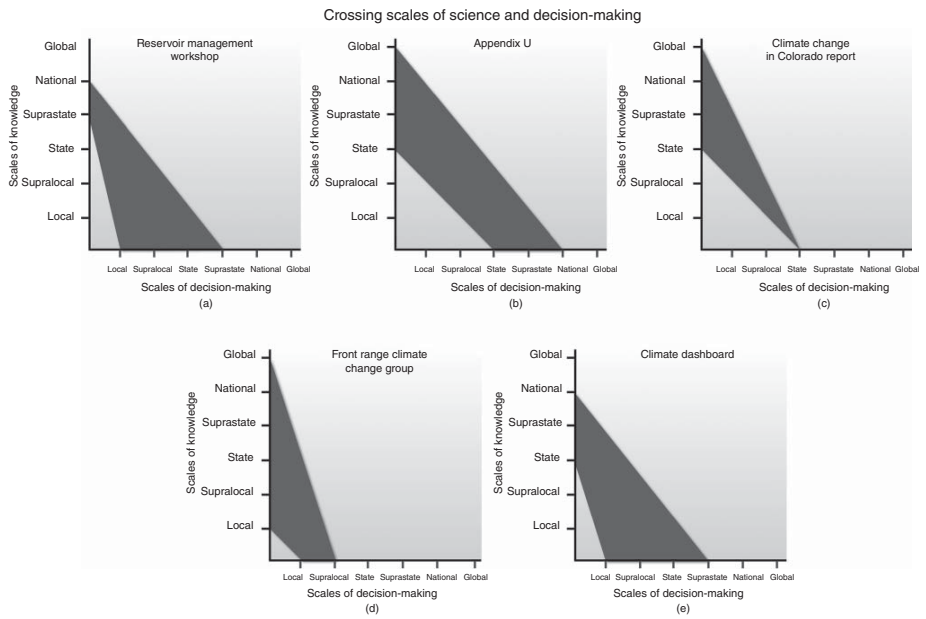 Crossing scales of science and decision-making
Reservoir management
workshop
Global
National
Suprastate
State
Supralocal
Local
Scales of knowledge
Local Supralocal State Suprastate National Global
Scales of decision-making
(a)
Appendix U
Global
National
Suprastate
State
Supralocal
Local
Scales of knowledge
Local Supralocal State Suprastate National Global
Scales of decision-making
(b)
Climate change
in Colorado report
Global
National
Suprastate
State
Supralocal
Local
Scales of knowledge
Local Supralocal State Suprastate National Global
Scales of decision-making
(c)
Front range climate
change group
Global
National
Suprastate
State
Supralocal
Local
Scales of knowledge
Local Supralocal State Suprastate National Global
Scales of decision-making
(d)
Climate dashboard
Global
National
Suprastate
State
Supralocal
Local
Scales of knowledge
Local Supralocal State Suprastate National Global
Scales of decision-making
(e)